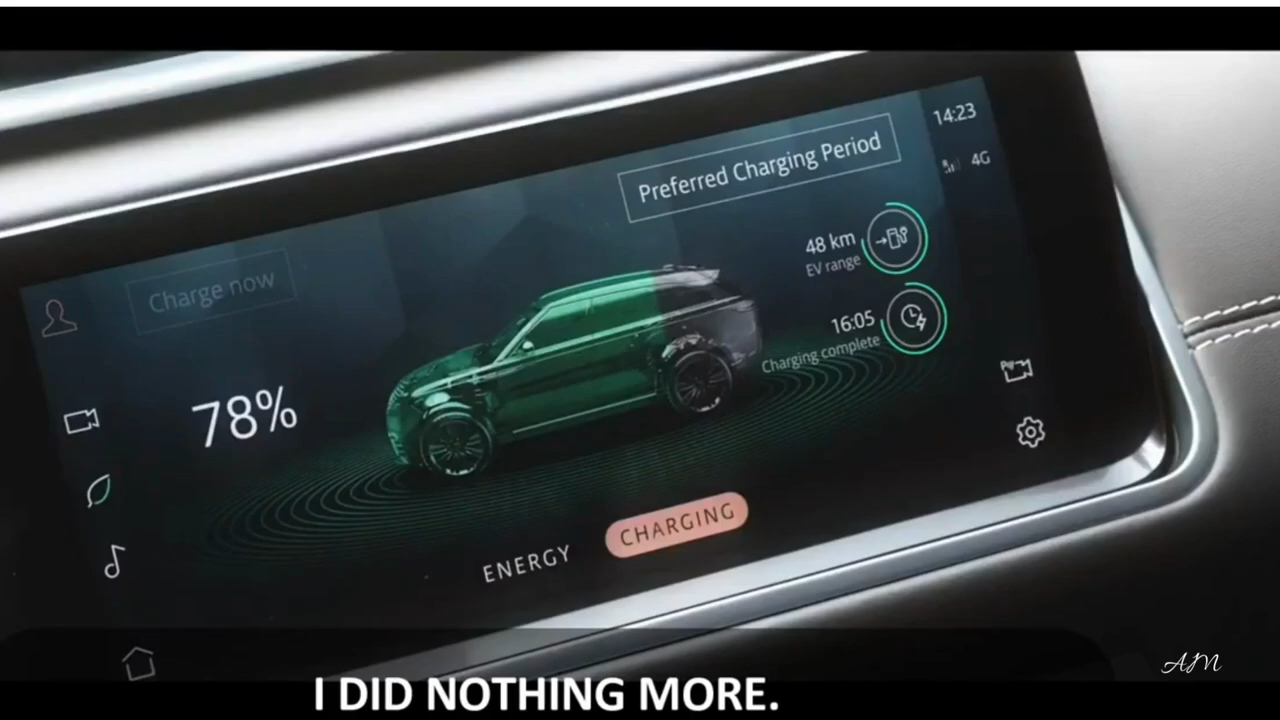 14:23
4G
Preferred Charging Period
Charge now
48 km
EV range
16:05
Charging complete
78%
ENERGY
CHARGING
I DID NOTHING MORE.
AM